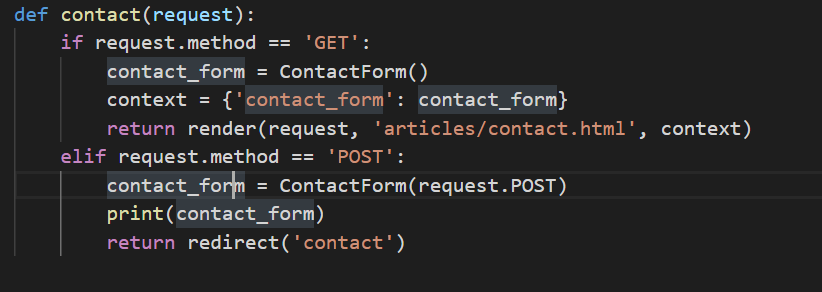 def contact(request):
    if request.method == 'GET':
        contact_form = ContactForm()
        context = {'contact_form': contact_form}
        return render(request, 'articles/contact.html', context)
    elif request.method == 'POST':
        contact_form = ContactForm(request.POST)
        print(contact_form)
        return redirect('contact')